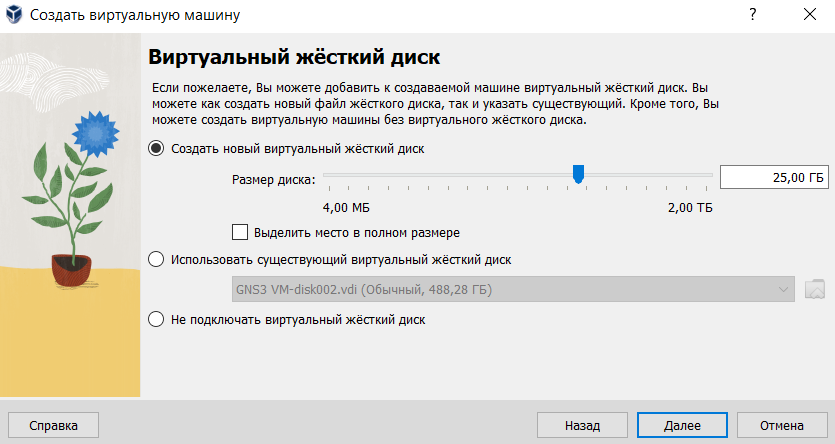 Создать виртуальную машину
?
Виртуальный жёсткий диск
Если пожелаете, Вы можете добавить к создаваемой машине виртуальный жёсткий диск. Вы
можете как создать новый файл жёсткого диска, так и указать существующий. Кроме того, Вы
можете создать виртуальную машины без виртуального жёсткого диска.
Создать новый виртуальный жёсткий диск
Размер диска: 25,00 ГБ
4,00 МБ 2,00 ТБ
Выделить место в полном размере
Использовать существующий виртуальный жёсткий диск
GNS3 VM-disk002.vdi (Обычный, 488,28 ГБ)
Не подключать виртуальный жёсткий диск
Справка Назад Далее Отмена